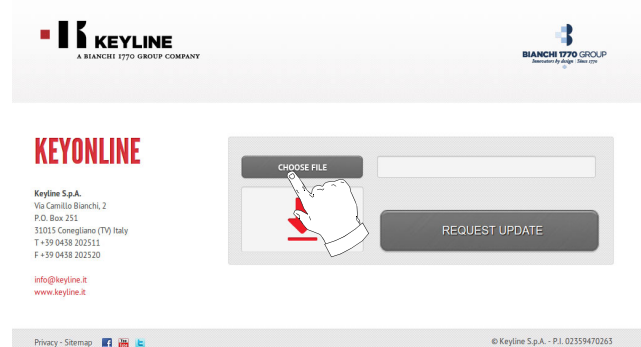 KEYLINE
A BIANCHI 1770 GROUP COMPANY
BIANCHI 1770 GROUP
Innovators by design | Since 1770
KEYONLINE
Keyline S.p.A.
Via Camillo Bianchi, 2
P.O. Box 251
31015 Conegliano (TV) Italy
T +39 0438 202511
F +39 0438 202520
info@keyline.it
www.keyline.it
CHOOSE FILE
REQUEST UPDATE
Privacy - Sitemap
© Keyline S.p.A. - P.I. 02359470263